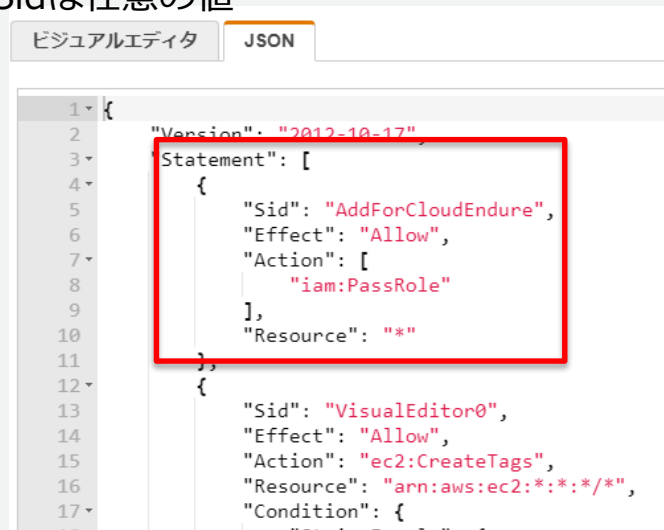 Sidは任意の値
ビジュアルエディタ JSON
1 {
2 "Version": "2012-10-17",
3 "Statement": [
4 {
5 "Sid": "AddForCloudEndure",
6 "Effect": "Allow",
7 "Action": [
8 "iam:PassRole"
9 ],
10 "Resource": "*"
11 },
12 {
13 "Sid": "VisualEditor0",
14 "Effect": "Allow",
15 "Action": "ec2:CreateTags",
16 "Resource": "arn:aws:ec2:*:*:*/*",
17 "Condition": {